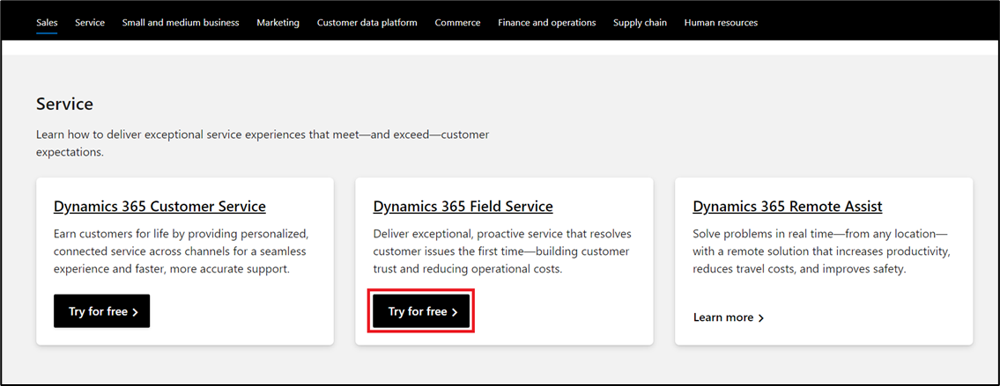 Sales Service Small and medium business Marketing Customer data platform Commerce Finance and operations Supply chain Human resources
Service
Learn how to deliver exceptional service experiences that meet—and exceed—customer
expectations.
Dynamics 365 Customer Service
Earn customers for life by providing personalized,
connected service across channels for a seamless
experience and faster, more accurate support.
Try for free
Dynamics 365 Field Service
Deliver exceptional, proactive service that resolves
customer issues the first time—building customer
trust and reducing operational costs.
Try for free
Dynamics 365 Remote Assist
Solve problems in real time—from any location—
with a remote solution that increases productivity,
reduces travel costs, and improves safety.
Learn more